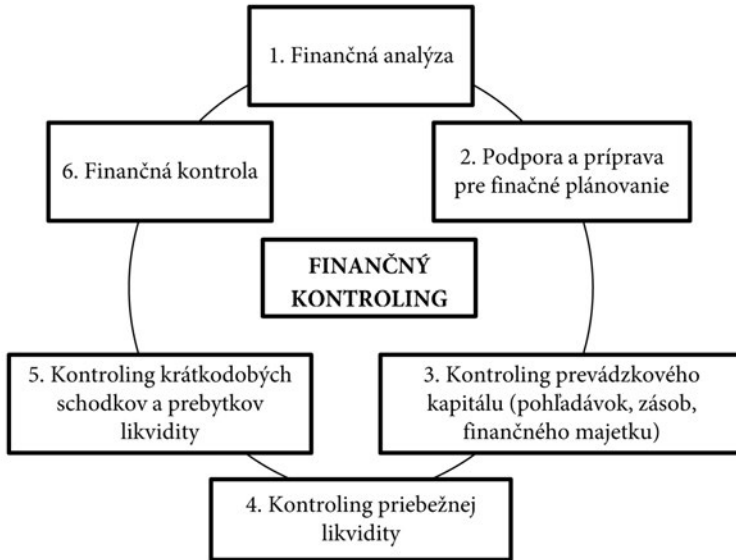 1. Finančná analýza
2. Podpora a príprava
pre finačné plánovanie
3. Kontroling prevádzkového
kapitálu (pohľadávok, zásob,
finančného majetku)
4. Kontroling priebežnej
likvidity
5. Kontroling krátkodobých
schodkov a prebytkov
likvidity
6. Finančná kontrola
FINANČNÝ
KONTROLING